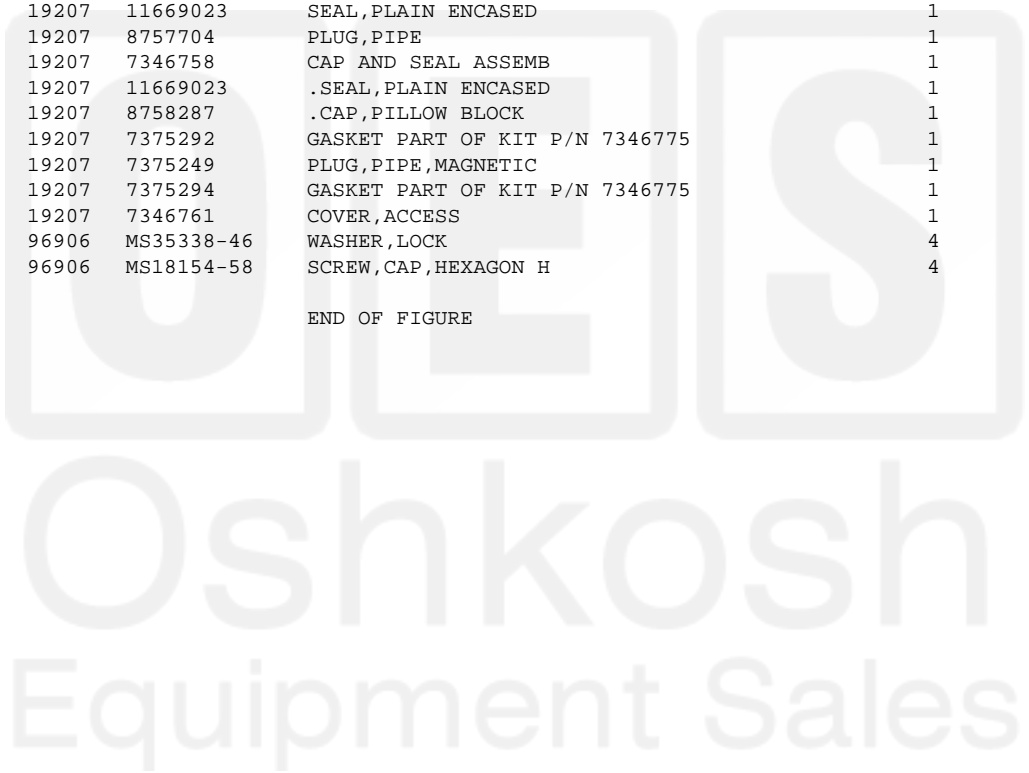 19207 11669023 SEAL,PLAIN ENCASED 1
19207 8757704 PLUG,PIPE 1
19207 7346758 CAP AND SEAL ASSEMB 1
19207 11669023 .SEAL,PLAIN ENCASED 1
19207 8758287 .CAP,PILLOW BLOCK 1
19207 7375292 GASKET PART OF KIT P/N 7346775 1
19207 7375249 PLUG,PIPE,MAGNETIC 1
19207 7375294 GASKET PART OF KIT P/N 7346775 1
19207 7346761 COVER,ACCESS 1
96906 MS35338-46 WASHER,LOCK 4
96906 MS18154-58 SCREW,CAP,HEXAGON H 4
END OF FIGURE
OES
Oshkosh
Equipment Sales